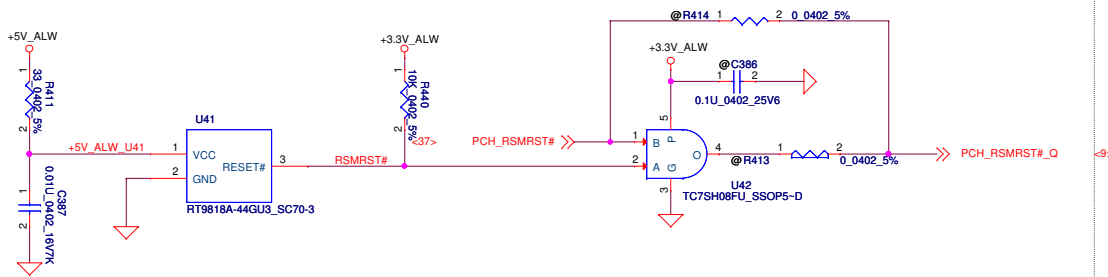 @R414
1
2
0_0402_5%
+5V_ALW
+3.3V_ALW
+3.3V_ALW
@C386
1
2
0.1U_0402_25V6
1
R411
33_0402_5%
2
1
R440
10K_0402_5%
2
<37>
U41
+5V_ALW_U41
1
VCC
2
GND
RESET#
3
RSMRST#
RT9818A-44GU3_SC70-3
1
C387
0.01U_0402_16V7K
2
PCH_RSMRST#
1
B
2
A
5
P
G
3
O
4
@R413
1
2
0_0402_5%
U42
TC7SH08FU_SSOP5~D
PCH_RSMRST#_Q
<9